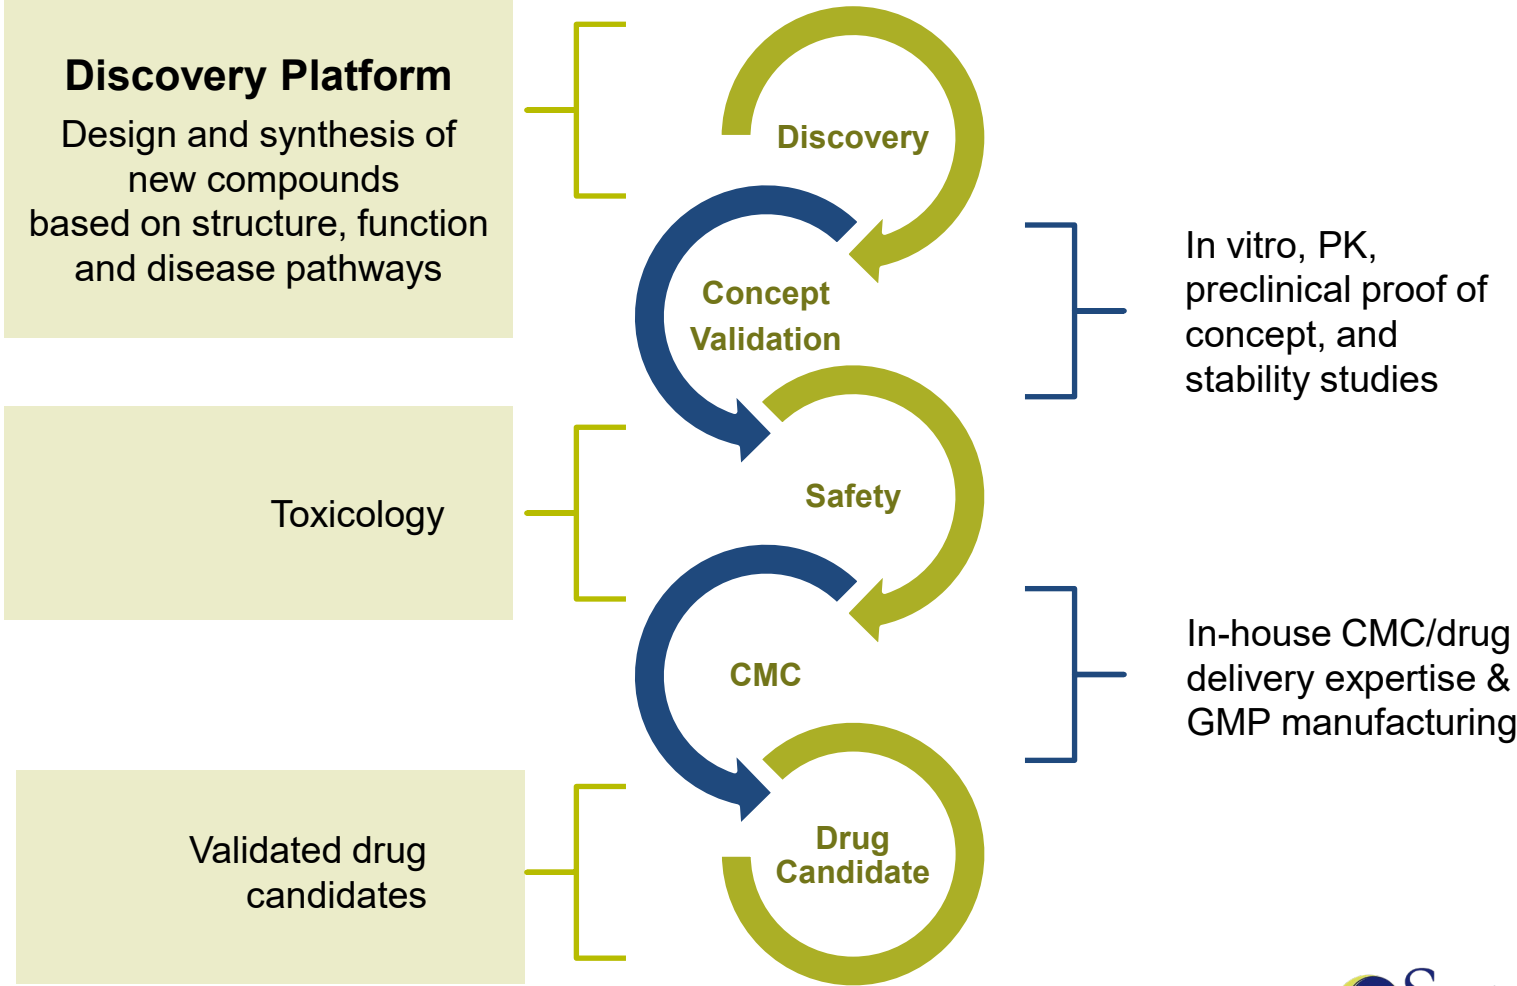 Discovery Platform
Design and synthesis of
new compounds
based on structure, function
and disease pathways
Discovery
Concept
Validation
In vitro, PK,
preclinical proof of
concept, and
stability studies
Toxicology
Safety
CMC
In-house CMC/drug
delivery expertise &
GMP manufacturing
Validated drug
candidates
Drug
Candidate